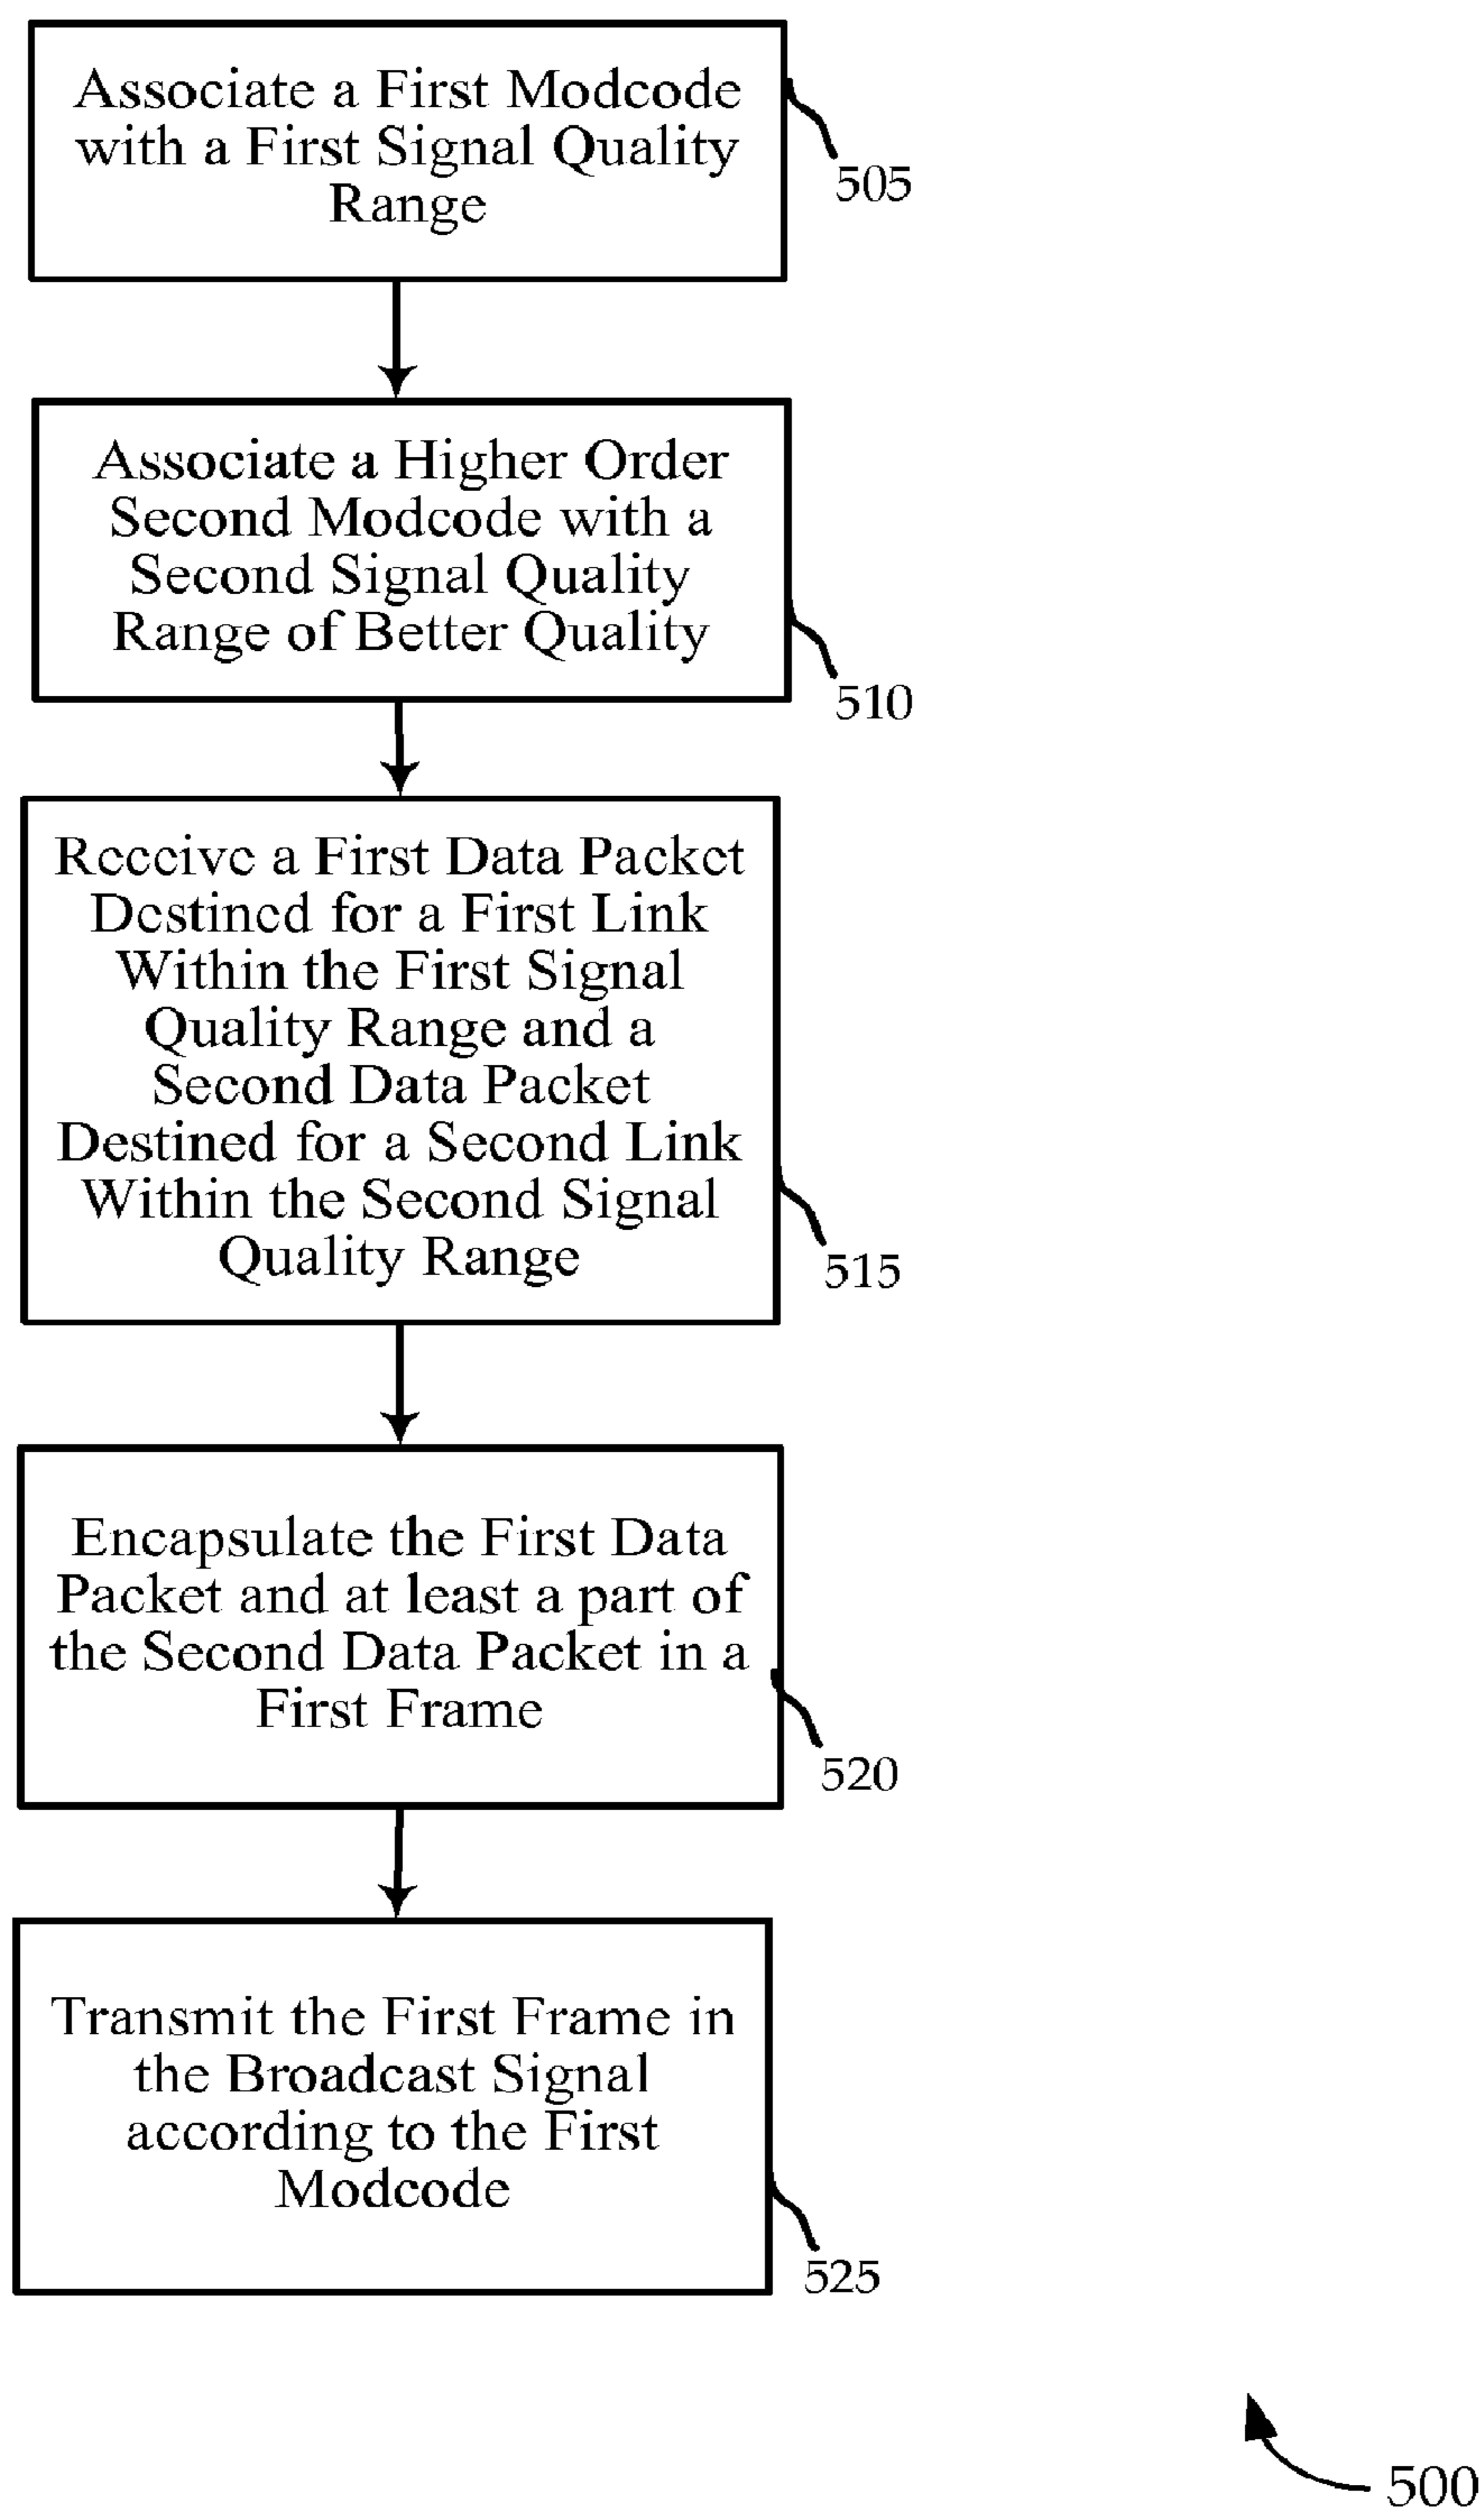 Associate a First Modcode
with a First Signal Quality
Range
505
Associate a Higher Order
Second Modcode with a
Second Signal Quality
Range of Better Quality
510
Receive a First Data Packet
Destined for a First Link
Within the First Signal
Quality Range and a
Second Data Packet
Destined for a Second Link
Within the Second Signal
Quality Range
515
Encapsulate the First Data
Packet and at least a part of
the Second Data Packet in a
First Frame
520
Transmit the First Frame in
the Broadcast Signal
according to the First
Modcode
525
500